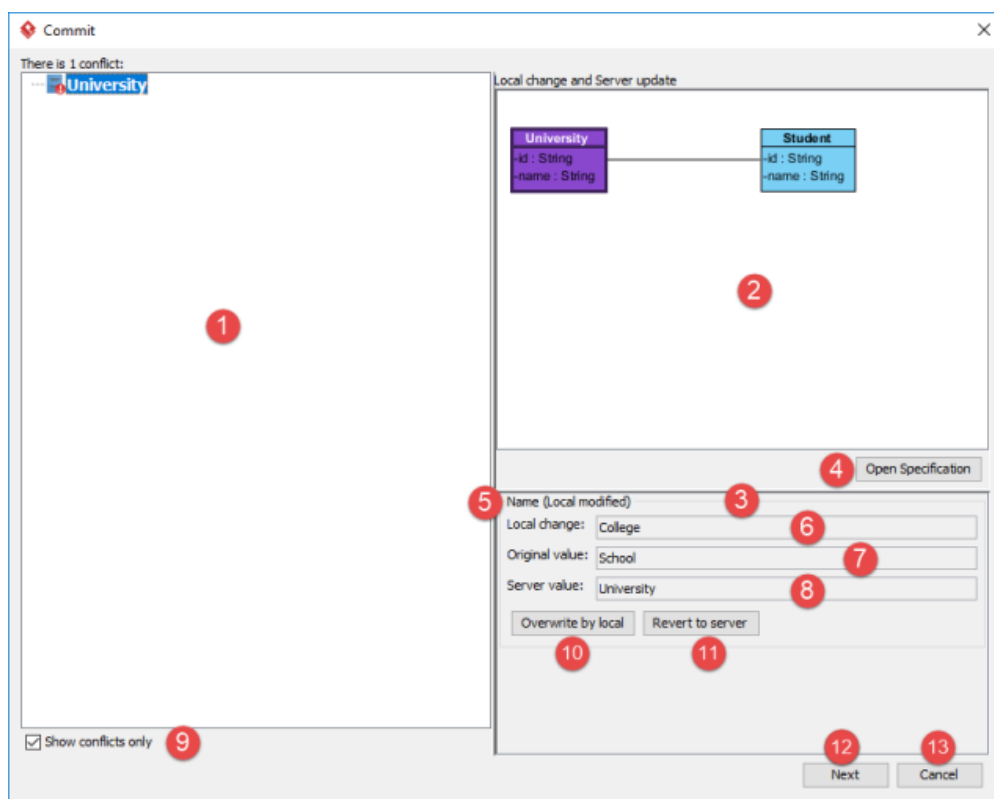 Commit
There is 1 conflict:
University
Local change and Server update
University
-id : String
-name : String
Student
-id : String
-name : String
1
2
4 Open Specification
5 Name (Local modified) 3
Local change: College 6
Original value: School 7
Server value: University 8
Overwrite by local Revert to server
10 11
Show conflicts only 9
12 13
Next Cancel